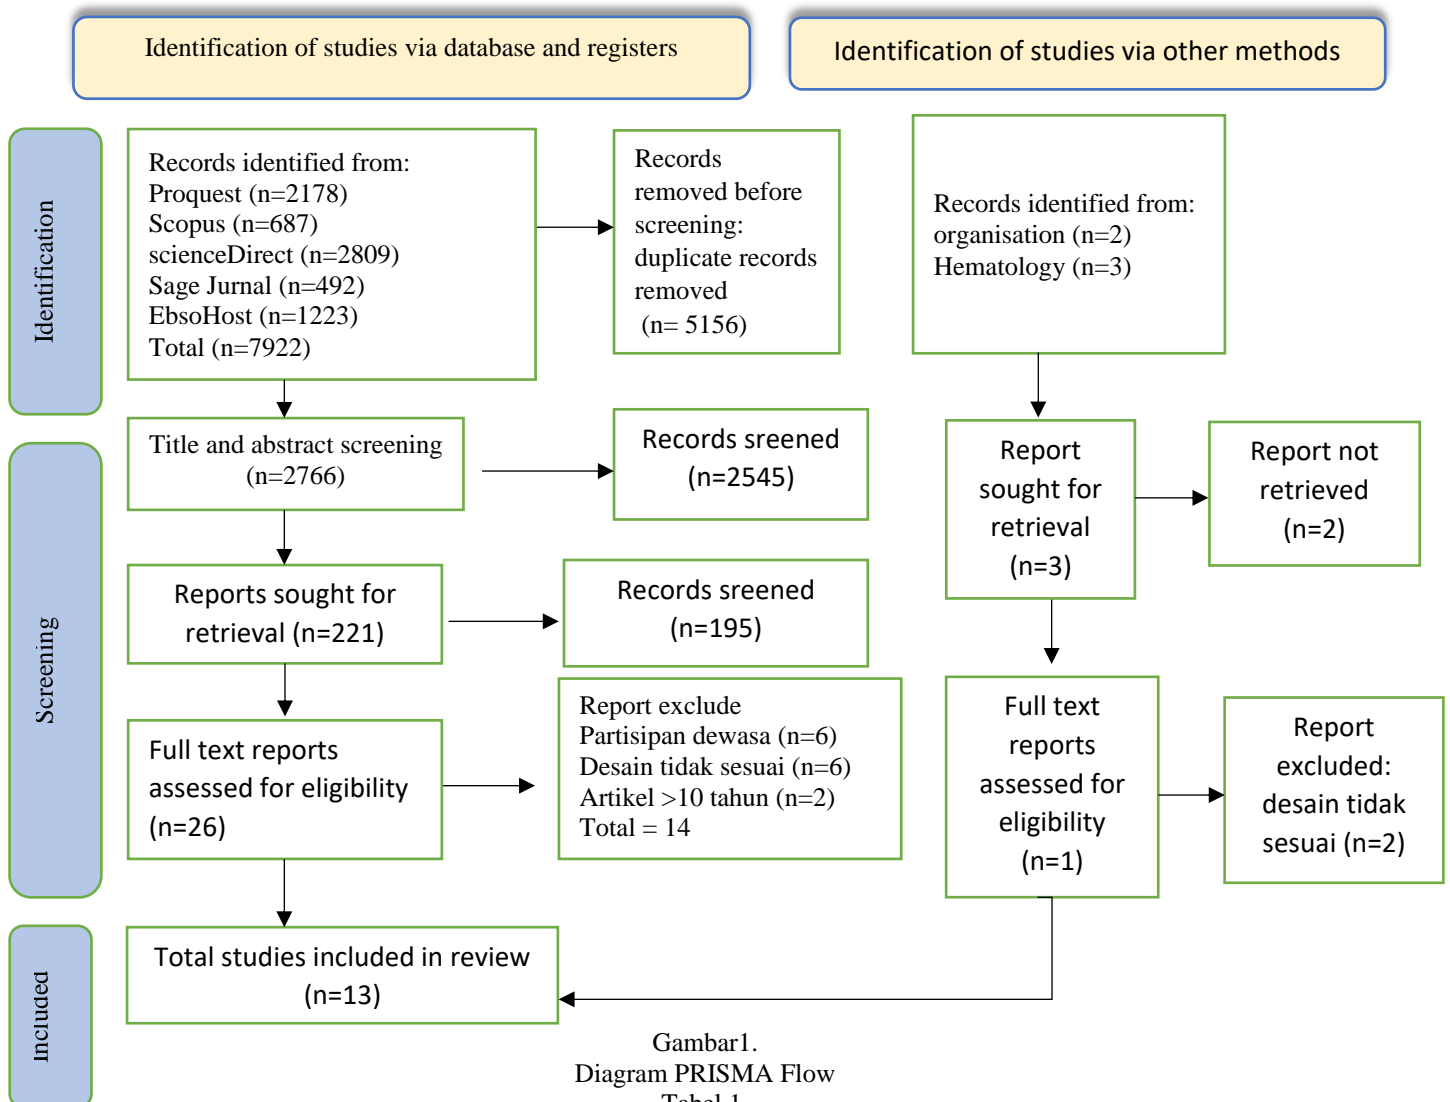 Identification of studies via database and registers
Identification of studies via other methods
Identification
Records identified from:
Proquest (n=2178)
Scopus (n=687)
scienceDirect (n=2809)
Sage Jurnal (n=492)
EbsoHost (n=1223)
Total (n=7922)
Records
removed before
screening:
duplicate records
removed
(n= 5156)
Records identified from:
organisation (n=2)
Hematology (n=3)
Screening
Title and abstract screening
(n=2766)
Records sreened
(n=2545)
Report
sought for
retrieval
(n=3)
Report not
retrieved
(n=2)
Reports sought for
retrieval (n=221)
Records sreened
(n=195)
Full text reports
assessed for eligibility
(n=26)
Report exclude
Partisipan dewasa (n=6)
Desain tidak sesuai (n=6)
Artikel >10 tahun (n=2)
Total = 14
Full text
reports
assessed for
eligibility
(n=1)
Report
excluded:
desain tidak
sesuai (n=2)
Included
Total studies included in review
(n=13)
Gambar1.
Diagram PRISMA Flow
Tabel 1